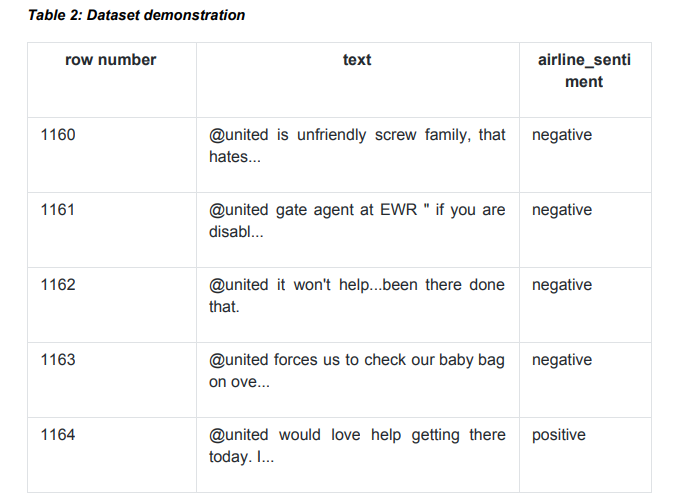 Table 2: Dataset demonstration
row number text airline_senti
ment
1160 @united is unfriendly screw family, that negative
hates...
1161 @united gate agent at EWR " if you are negative
disabl...
1162 @united it won't help...been there done negative
that.
1163 @united forces us to check our baby bag negative
on ove...
1164 @united would love help getting there positive
today. I...